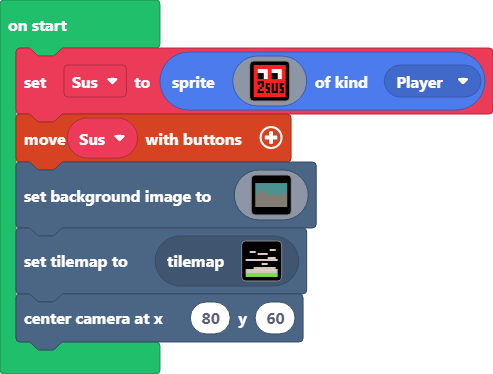 on start
set Sus to sprite 2sus of kind Player
move Sus with buttons
set background image to
set tilemap to tilemap
center camera at x 80 y 60